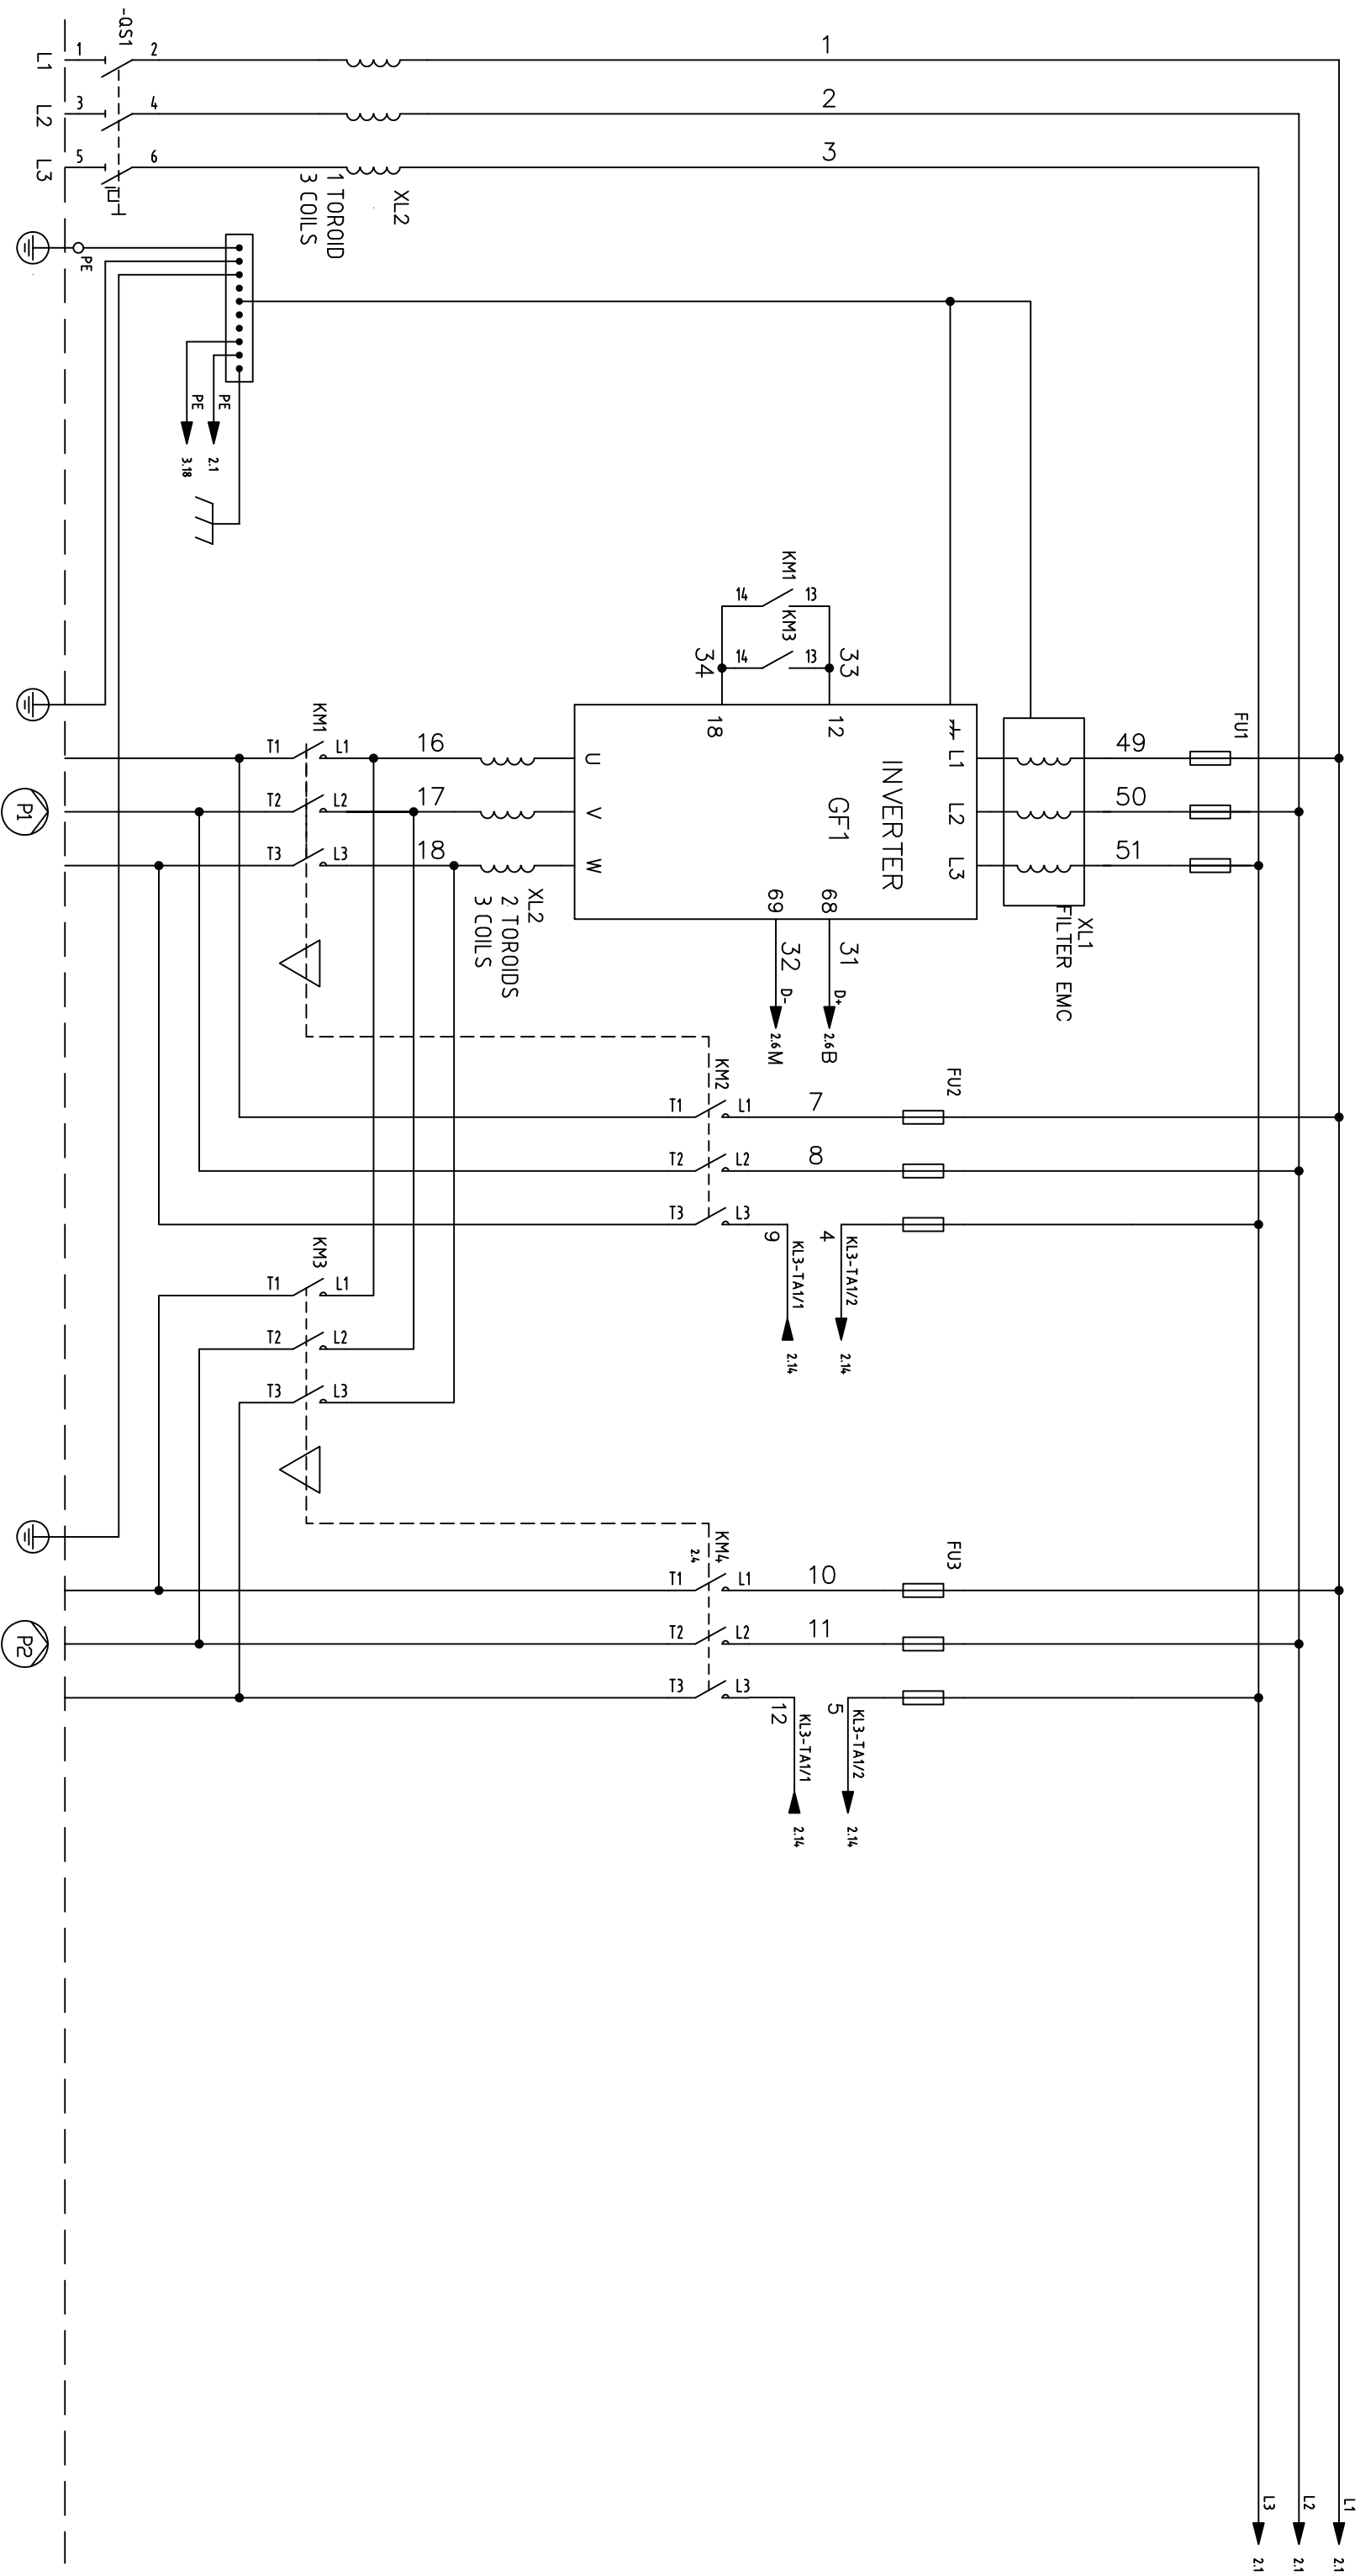 -QS1
L1
1
2
L2
3
4
L3
5
6
1
2
3
XL2
1 TOROID
3 COILS
PE
PE
3.18
PE
2.1
KM1
14
13
KM3
14
13
34
33
18
12
INVERTER
GF1
L1
L2
L3
U
V
W
68
69
31
D+
2.6 B
32
D-
2.6 M
FU1
49
50
51
XL1
FILTER EMC
16
17
18
XL2
2 TOROIDS
3 COILS
KM1
T1
L1
T2
L2
T3
L3
P1
FU2
7
8
4
KL3-TA1/2
2.14
9
KL3-TA1/1
2.14
KM2
T1
L1
T2
L2
T3
L3
KM3
T1
L1
T2
L2
T3
L3
FU3
10
11
5
KL3-TA1/2
2.14
12
KL3-TA1/1
2.14
KM4
2.4
T1
L1
T2
L2
T3
L3
P2
L1
2.1
L2
2.1
L3
2.1